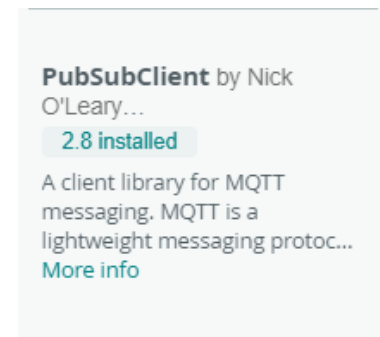 PubSubClient by Nick
O'Leary...
2.8 installed
A client library for MQTT
messaging. MQTT is a
lightweight messaging protoc...
More info